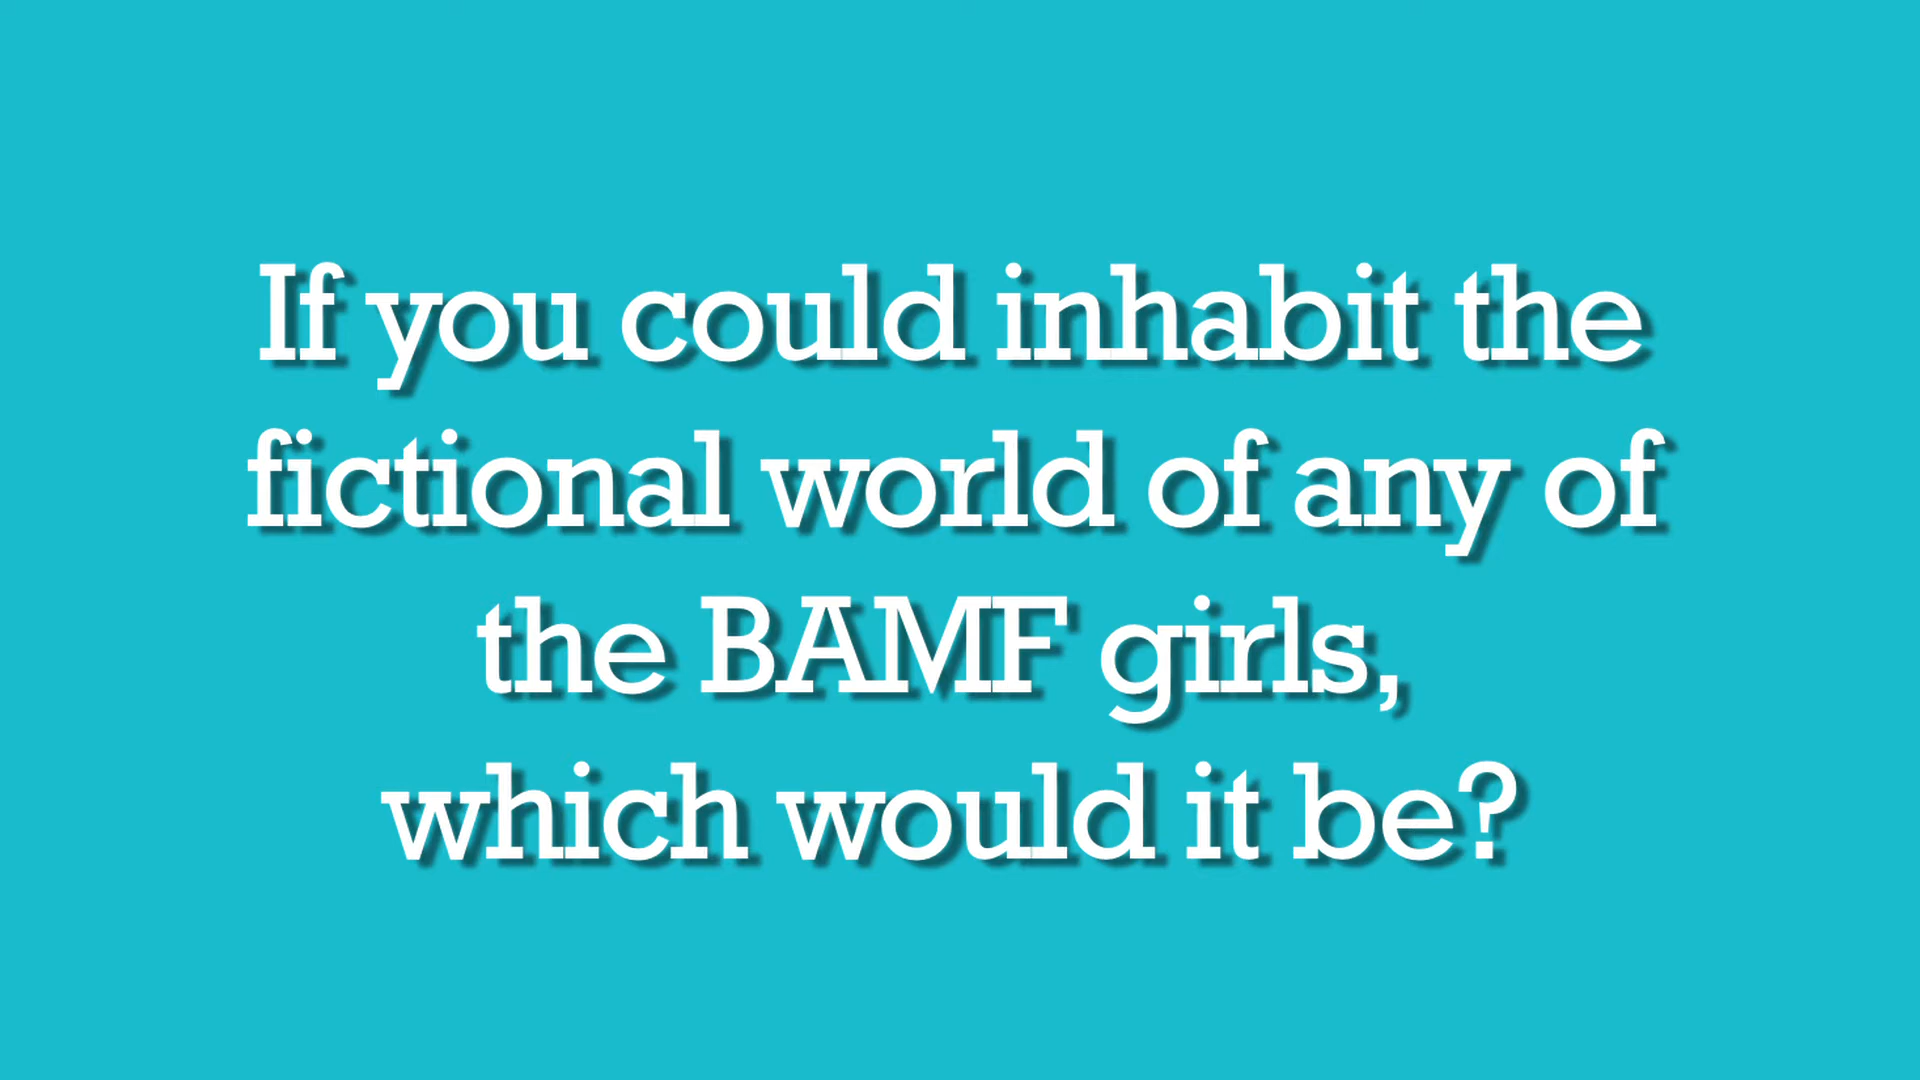 If you could inhabit the
fictional world of any of
the BAMF girls,
which would it be?